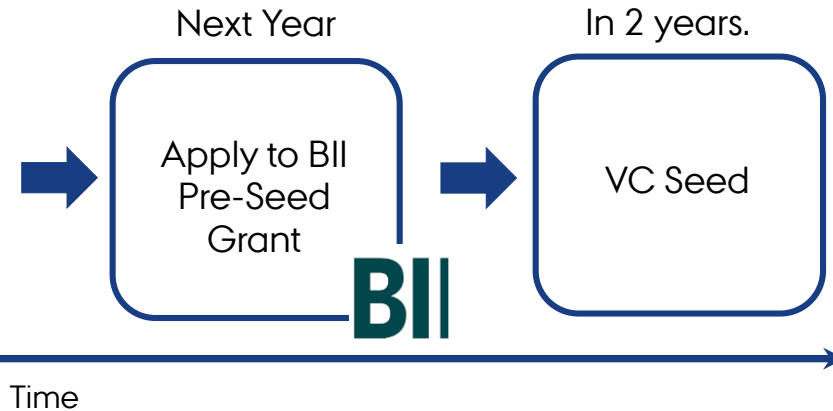 Next Year
In 2 years.
Apply to BII
Pre-Seed
Grant
VC Seed
BII
Time